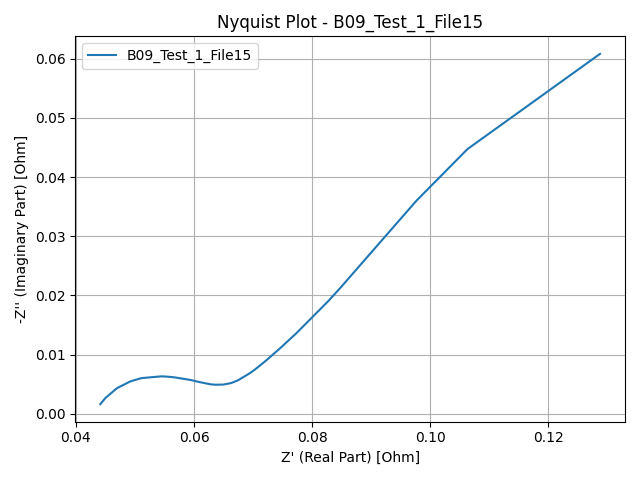 Nyquist Plot - B09_Test_1_File15
B09_Test_1_File15
-Z'' (Imaginary Part) [Ohm]
0.06
0.05
0.04
0.03
0.02
0.01
0.00
0.04 0.06 0.08 0.10 0.12
Z' (Real Part) [Ohm]